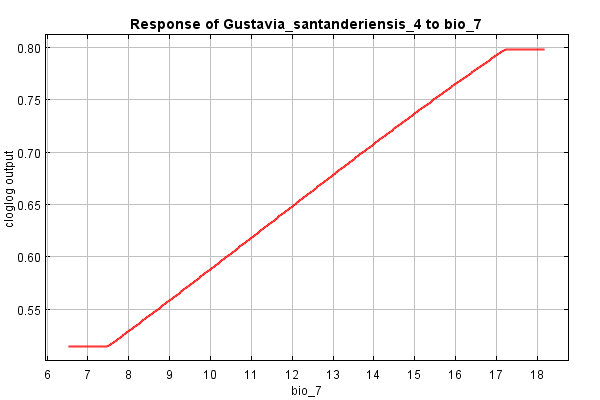 Response of Gustavia_santanderiensis_4 to bio_7
cloglog output
0.80
0.75
0.70
0.65
0.60
0.55
6 7 8 9 10 11 12 13 14 15 16 17 18
bio_7